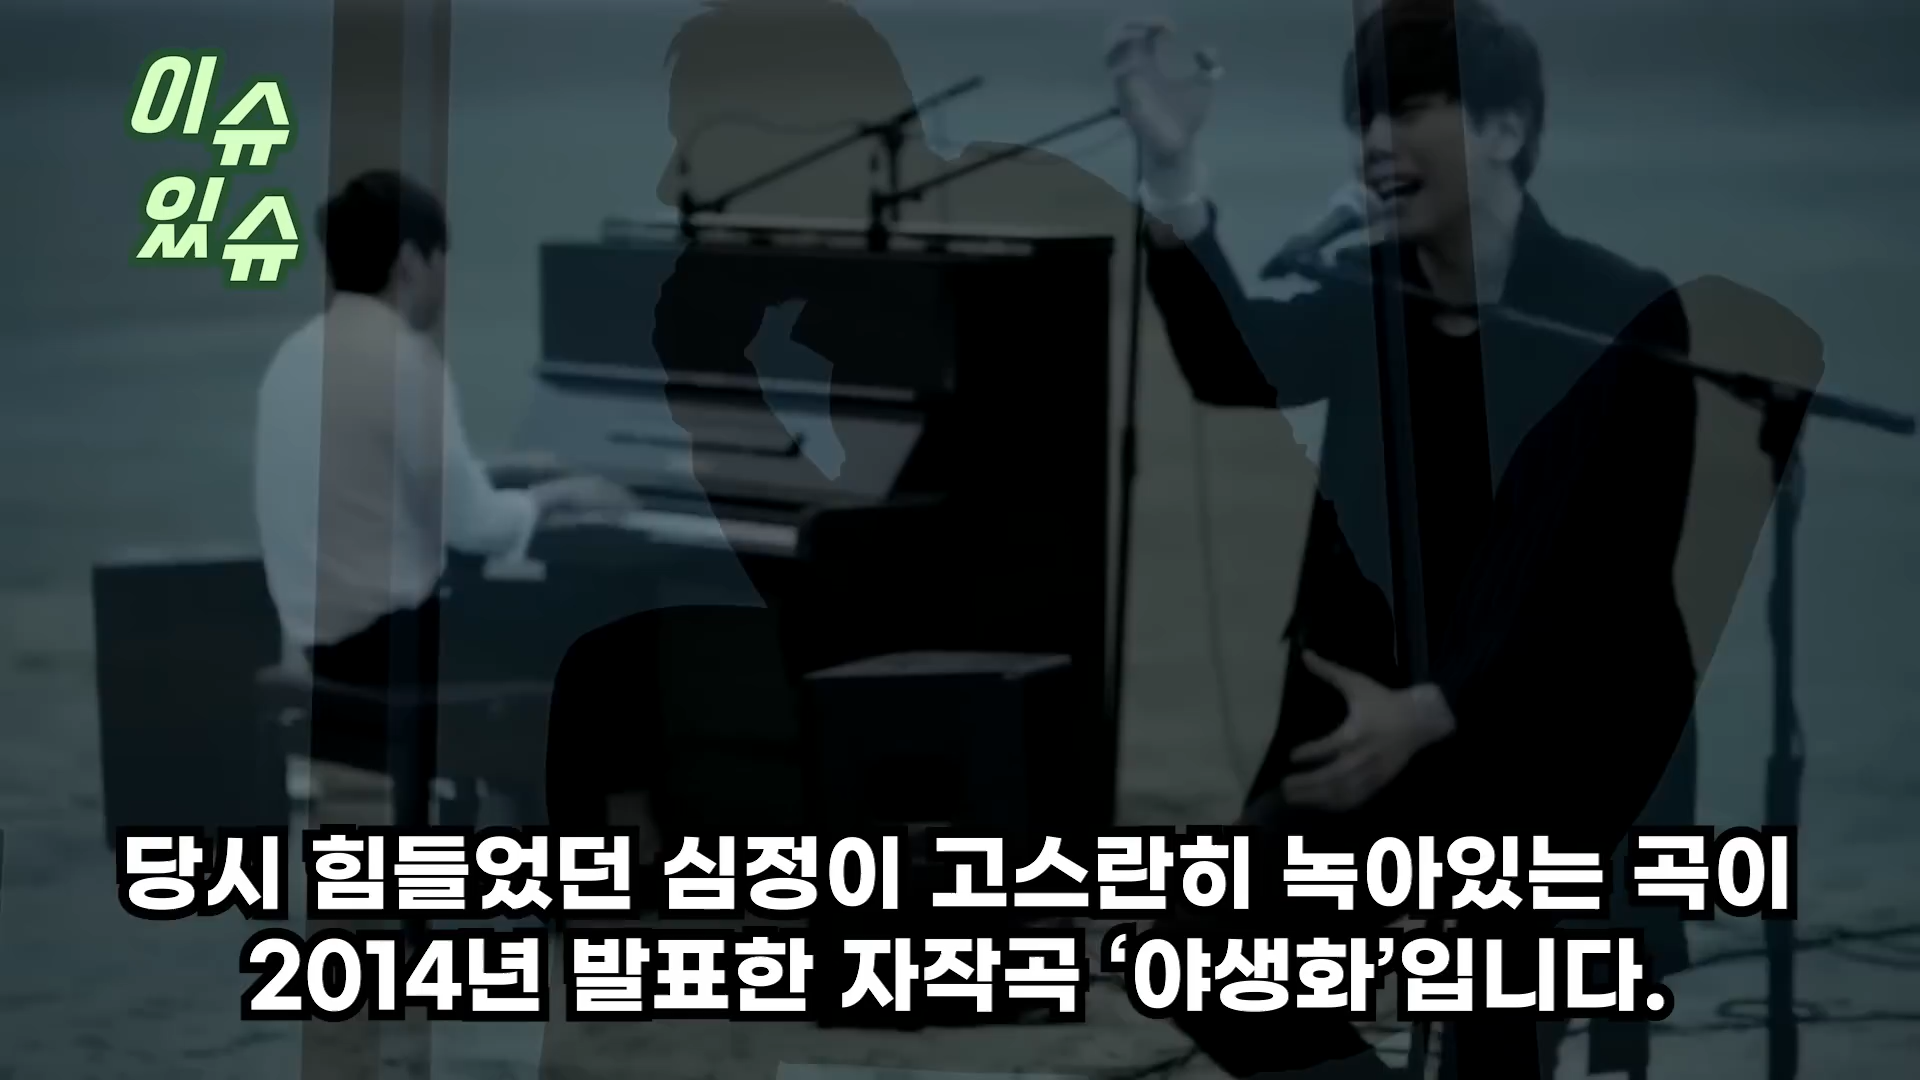 이슈
있슈
당시 힘들었던 심정이 고스란히 녹아있는 곡이
2014년 발표한 자작곡 ‘야생화’입니다.